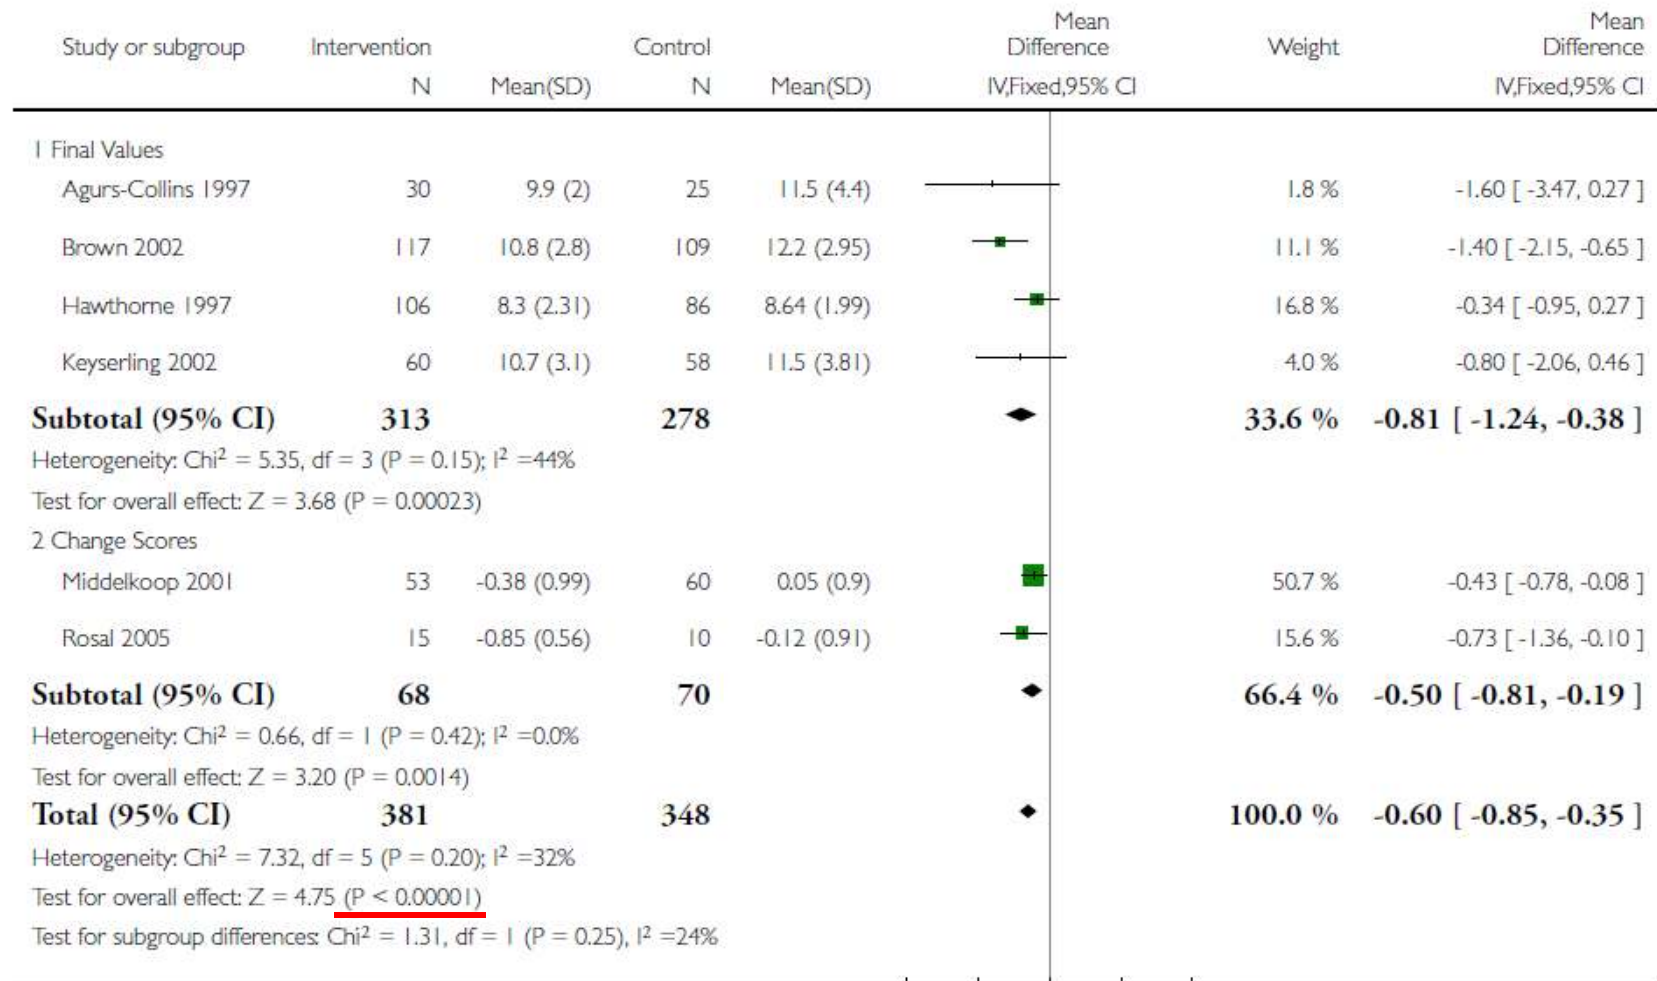 Study or subgroup Intervention Control Mean Difference Weight Mean Difference
N Mean(SD) N Mean(SD) IV,Fixed,95% CI IV,Fixed,95% CI
1 Final Values
Agurs-Collins 1997 30 9.9 (2) 25 11.5 (4.4) 1.8 % -1.60 [ -3.47, 0.27 ]
Brown 2002 117 10.8 (2.8) 109 12.2 (2.95) 11.1 % -1.40 [ -2.15, -0.65 ]
Hawthorne 1997 106 8.3 (2.31) 86 8.64 (1.99) 16.8 % -0.34 [ -0.95, 0.27 ]
Keyserling 2002 60 10.7 (3.1) 58 11.5 (3.81) 4.0 % -0.80 [ -2.06, 0.46 ]
Subtotal (95% CI) 313 278 33.6 % -0.81 [ -1.24, -0.38 ]
Heterogeneity: Chi² = 5.35, df = 3 (P = 0.15); I² =44%
Test for overall effect: Z = 3.68 (P = 0.00023)
2 Change Scores
Middelkoop 2001 53 -0.38 (0.99) 60 0.05 (0.9) 50.7 % -0.43 [ -0.78, -0.08 ]
Rosal 2005 15 -0.85 (0.56) 10 -0.12 (0.91) 15.6 % -0.73 [ -1.36, -0.10 ]
Subtotal (95% CI) 68 70 66.4 % -0.50 [ -0.81, -0.19 ]
Heterogeneity: Chi² = 0.66, df = 1 (P = 0.42); I² =0.0%
Test for overall effect: Z = 3.20 (P = 0.0014)
Total (95% CI) 381 348 100.0 % -0.60 [ -0.85, -0.35 ]
Heterogeneity: Chi² = 7.32, df = 5 (P = 0.20); I² =32%
Test for overall effect: Z = 4.75 (P < 0.00001)
Test for subgroup differences: Chi² = 1.31, df = 1 (P = 0.25), I² =24%